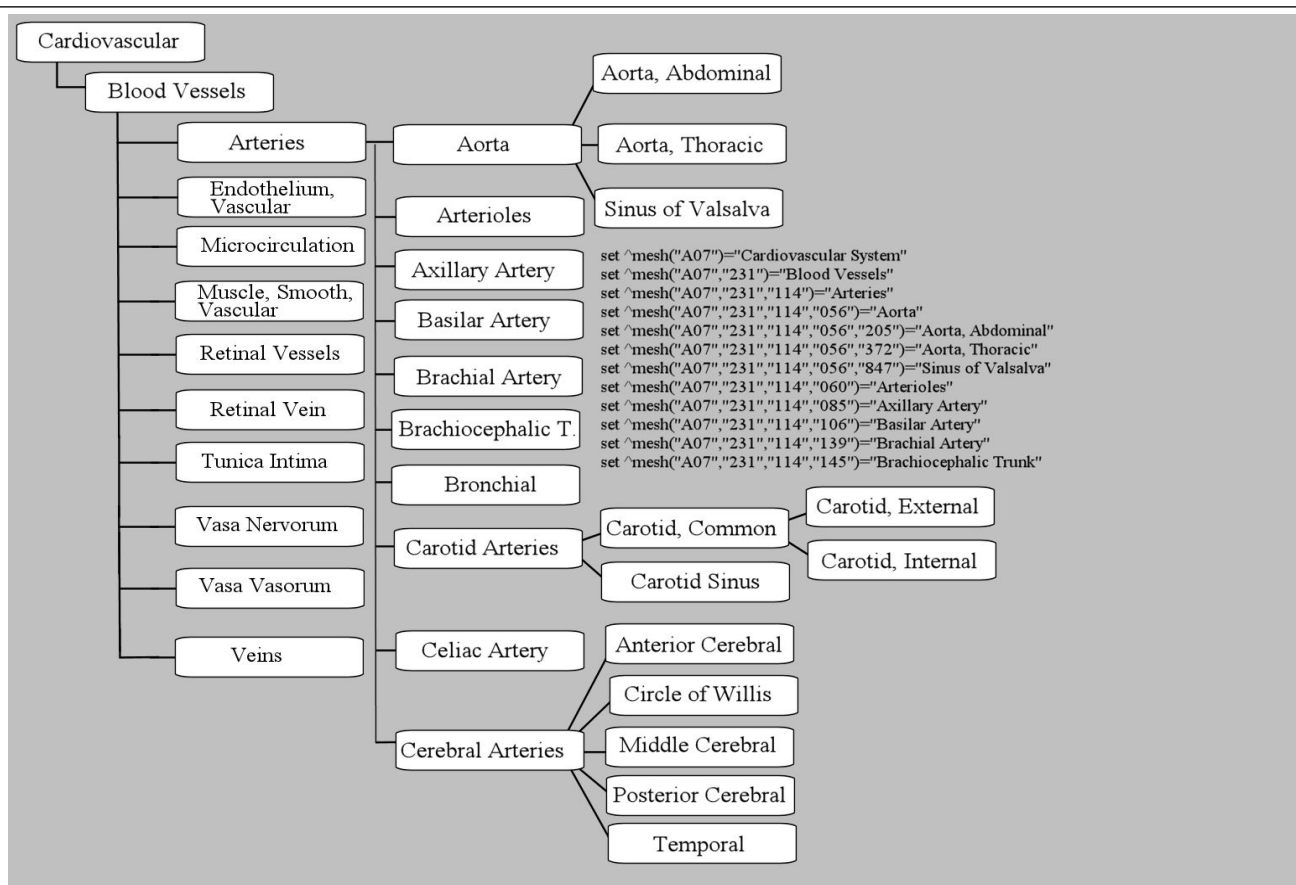 Cardiovascular
Blood Vessels
Arteries
Endothelium,
Vascular
Microcirculation
Muscle, Smooth,
Vascular
Retinal Vessels
Retinal Vein
Tunica Intima
Vasa Nervorum
Vasa Vasorum
Veins
Aorta
Arterioles
Axillary Artery
Basilar Artery
Brachial Artery
Brachiocephalic T.
Bronchial
Carotid Arteries
Celiac Artery
Cerebral Arteries
Aorta, Abdominal
Aorta, Thoracic
Sinus of Valsalva
set ^mesh("A07")="Cardiovascular System"
set ^mesh("A07","231")="Blood Vessels"
set ^mesh("A07","231","114")="Arteries"
set ^mesh("A07","231","114","056")="Aorta"
set ^mesh("A07","231","114","056","205")="Aorta, Abdominal"
set ^mesh("A07","231","114","056","372")="Aorta, Thoracic"
set ^mesh("A07","231","114","056","847")="Sinus of Valsalva"
set ^mesh("A07","231","114","060")="Arterioles"
set ^mesh("A07","231","114","085")="Axillary Artery"
set ^mesh("A07","231","114","106")="Basilar Artery"
set ^mesh("A07","231","114","139")="Brachial Artery"
set ^mesh("A07","231","114","145")="Brachiocephalic Trunk"
Carotid, Common
Carotid Sinus
Carotid, External
Carotid, Internal
Anterior Cerebral
Circle of Willis
Middle Cerebral
Posterior Cerebral
Temporal